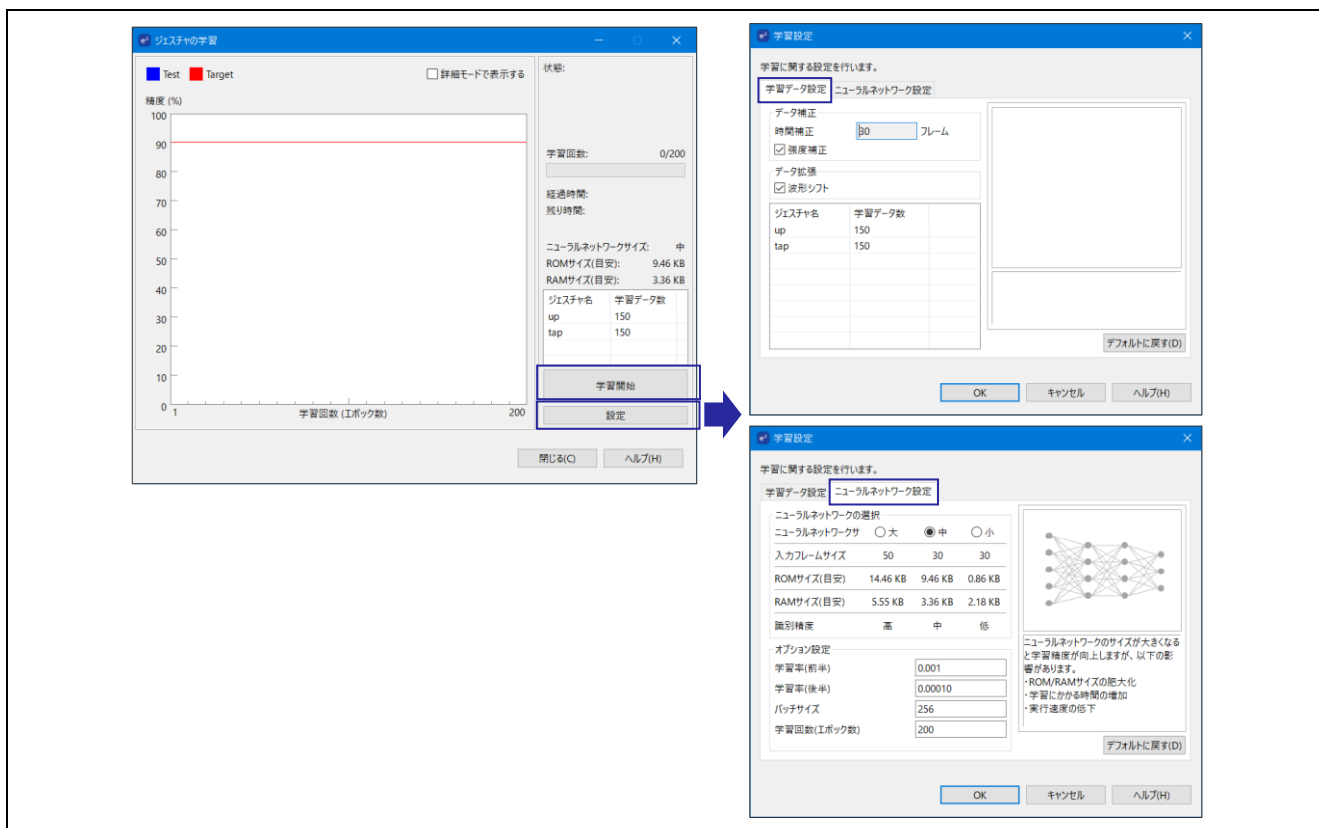 ジェスチャの学習
Test Target
詳細モードで表示する
精度 (%)
100
90
80
70
60
50
40
30
20
10
0
1
学習回数 (エポック数)
200
状態:
学習回数: 0/200
経過時間:
残り時間:
ニューラルネットワークサイズ: 中
ROMサイズ(目安): 9.46 KB
RAMサイズ(目安): 3.36 KB
ジェスチャ名 学習データ数
up 150
tap 150
学習開始
設定
閉じる(C) ヘルプ(H)
学習設定
学習に関する設定を行います。
学習データ設定 ニューラルネットワーク設定
データ補正
時間補正 30 フレーム
強度補正
データ拡張
波形シフト
ジェスチャ名 学習データ数
up 150
tap 150
デフォルトに戻す(D)
OK キャンセル ヘルプ(H)
学習設定
学習に関する設定を行います。
学習データ設定 ニューラルネットワーク設定
ニューラルネットワークの選択
ニューラルネットワークサ 大 中 小
入力フレームサイズ 50 30 30
ROMサイズ(目安) 14.46 KB 9.46 KB 0.86 KB
RAMサイズ(目安) 5.55 KB 3.36 KB 2.18 KB
識別精度 高 中 低
オプション設定
学習率(前半) 0.001
学習率(後半) 0.00010
バッチサイズ 256
学習回数(エポック数) 200
ニューラルネットワークのサイズが大きくなる
と学習精度が向上しますが、以下の影
響があります。
・ROM/RAMサイズの肥大化
・学習にかかる時間の増加
・実行速度の低下
デフォルトに戻す(D)
OK キャンセル ヘルプ(H)